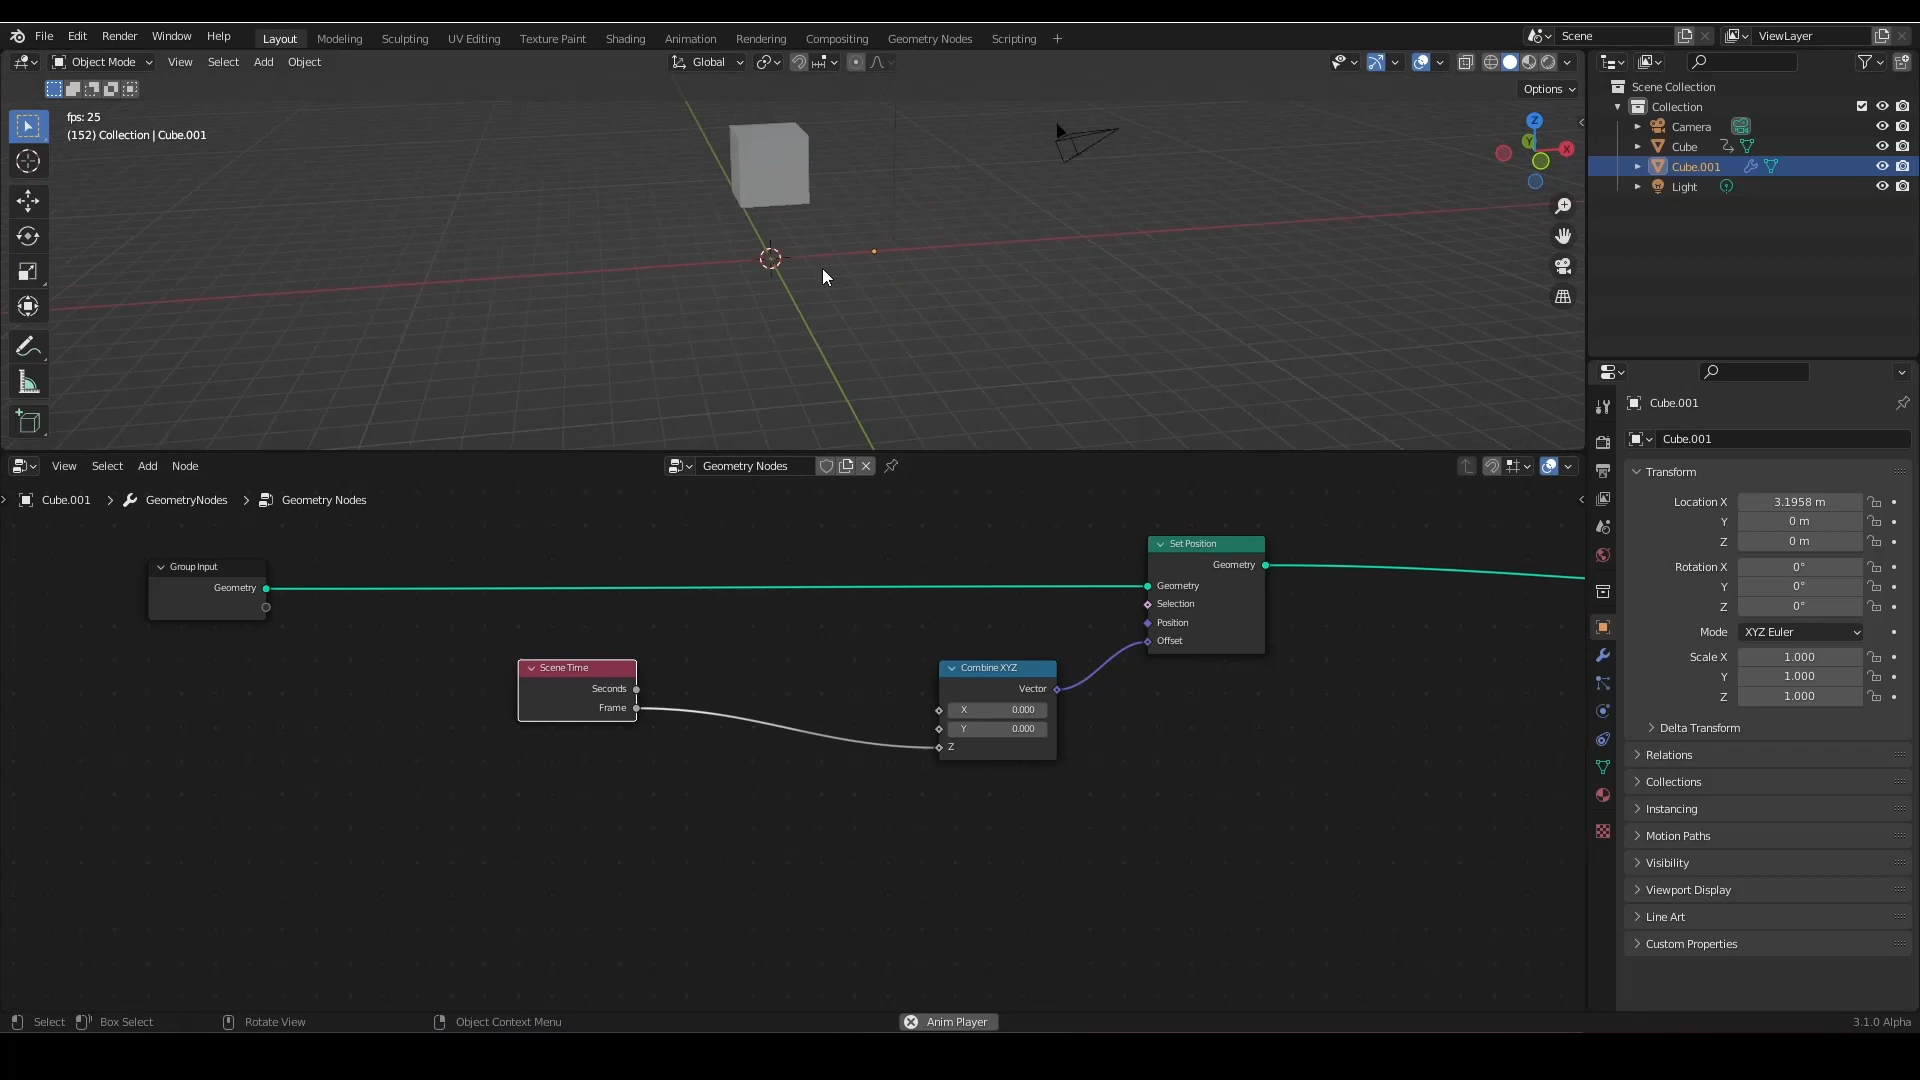 File Edit Render Window Help Layout Modeling Sculpting UV Editing Texture Paint Shading Animation Rendering Compositing Geometry Nodes Scripting + Scene ViewLayer
Object Mode View Select Add Object Global
Options
fps: 25
(152) Collection | Cube.001
X
Y
Z
Scene Collection
Collection
Camera
Cube
Cube.001
Light
View Select Add Node Geometry Nodes
Cube.001 > GeometryNodes > Geometry Nodes
Group Input
Geometry
Scene Time
Seconds
Frame
Combine XYZ
Vector
X 0.000
Y 0.000
Z
Set Position
Geometry
Geometry
Selection
Position
Offset
Cube.001
Cube.001
Transform
Location X 3.1958 m
Y 0 m
Z 0 m
Rotation X 0°
Y 0°
Z 0°
Mode XYZ Euler
Scale X 1.000
Y 1.000
Z 1.000
Delta Transform
Relations
Collections
Instancing
Motion Paths
Visibility
Viewport Display
Line Art
Custom Properties
Select Box Select Rotate View Object Context Menu Anim Player 3.1.0 Alpha